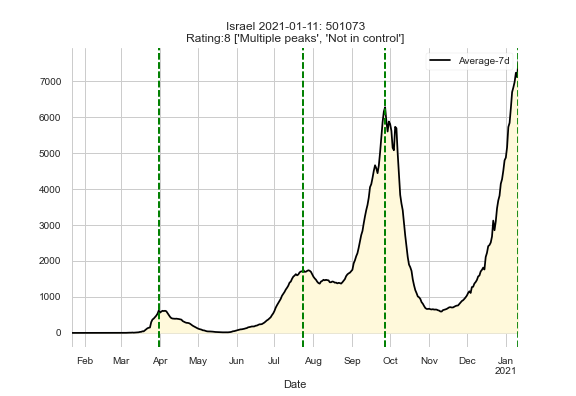 Israel 2021-01-11: 501073
Rating:8 ['Multiple peaks', 'Not in control']
Average-7d
7000
6000
5000
4000
3000
2000
1000
0
Feb Mar Apr May Jun Jul Aug Sep Oct Nov Dec Jan
2021
Date